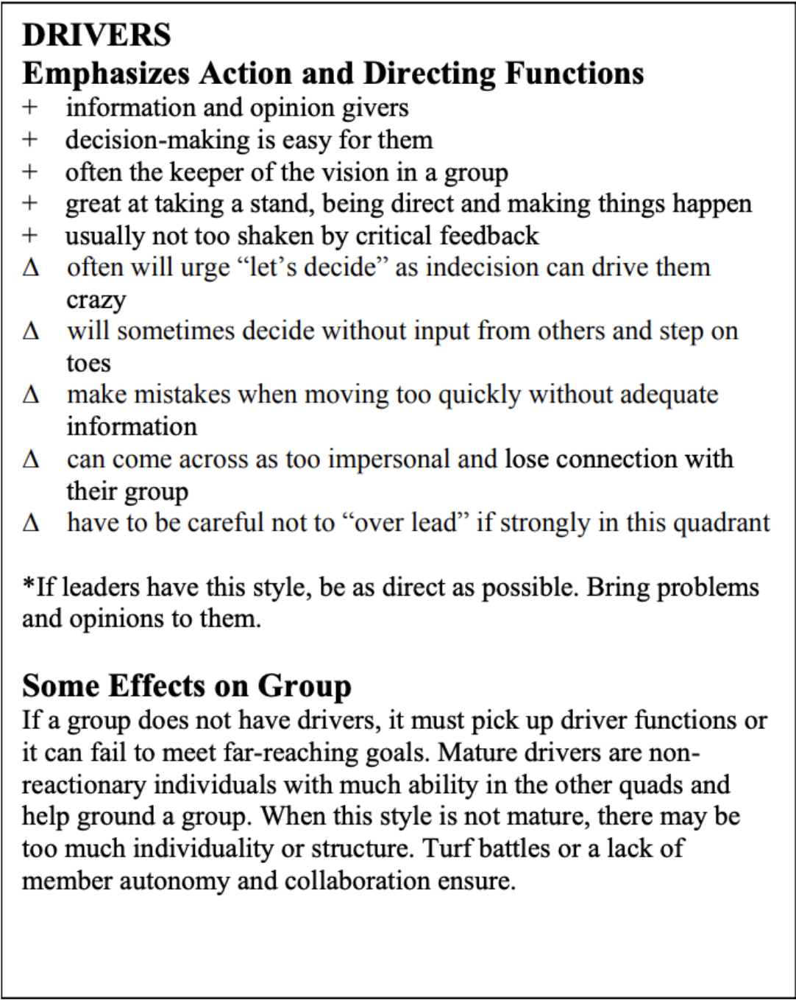 DRIVERS
Emphasizes Action and Directing Functions
+ information and opinion givers
+ decision-making is easy for them
+ often the keeper of the vision in a group
+ great at taking a stand, being direct and making things happen
+ usually not too shaken by critical feedback
Δ often will urge “let’s decide” as indecision can drive them
crazy
Δ will sometimes decide without input from others and step on
toes
Δ make mistakes when moving too quickly without adequate
information
Δ can come across as too impersonal and lose connection with
their group
Δ have to be careful not to “over lead” if strongly in this quadrant
*If leaders have this style, be as direct as possible. Bring problems
and opinions to them.
Some Effects on Group
If a group does not have drivers, it must pick up driver functions or
it can fail to meet far-reaching goals. Mature drivers are non-
reactionary individuals with much ability in the other quads and
help ground a group. When this style is not mature, there may be
too much individuality or structure. Turf battles or a lack of
member autonomy and collaboration ensure.